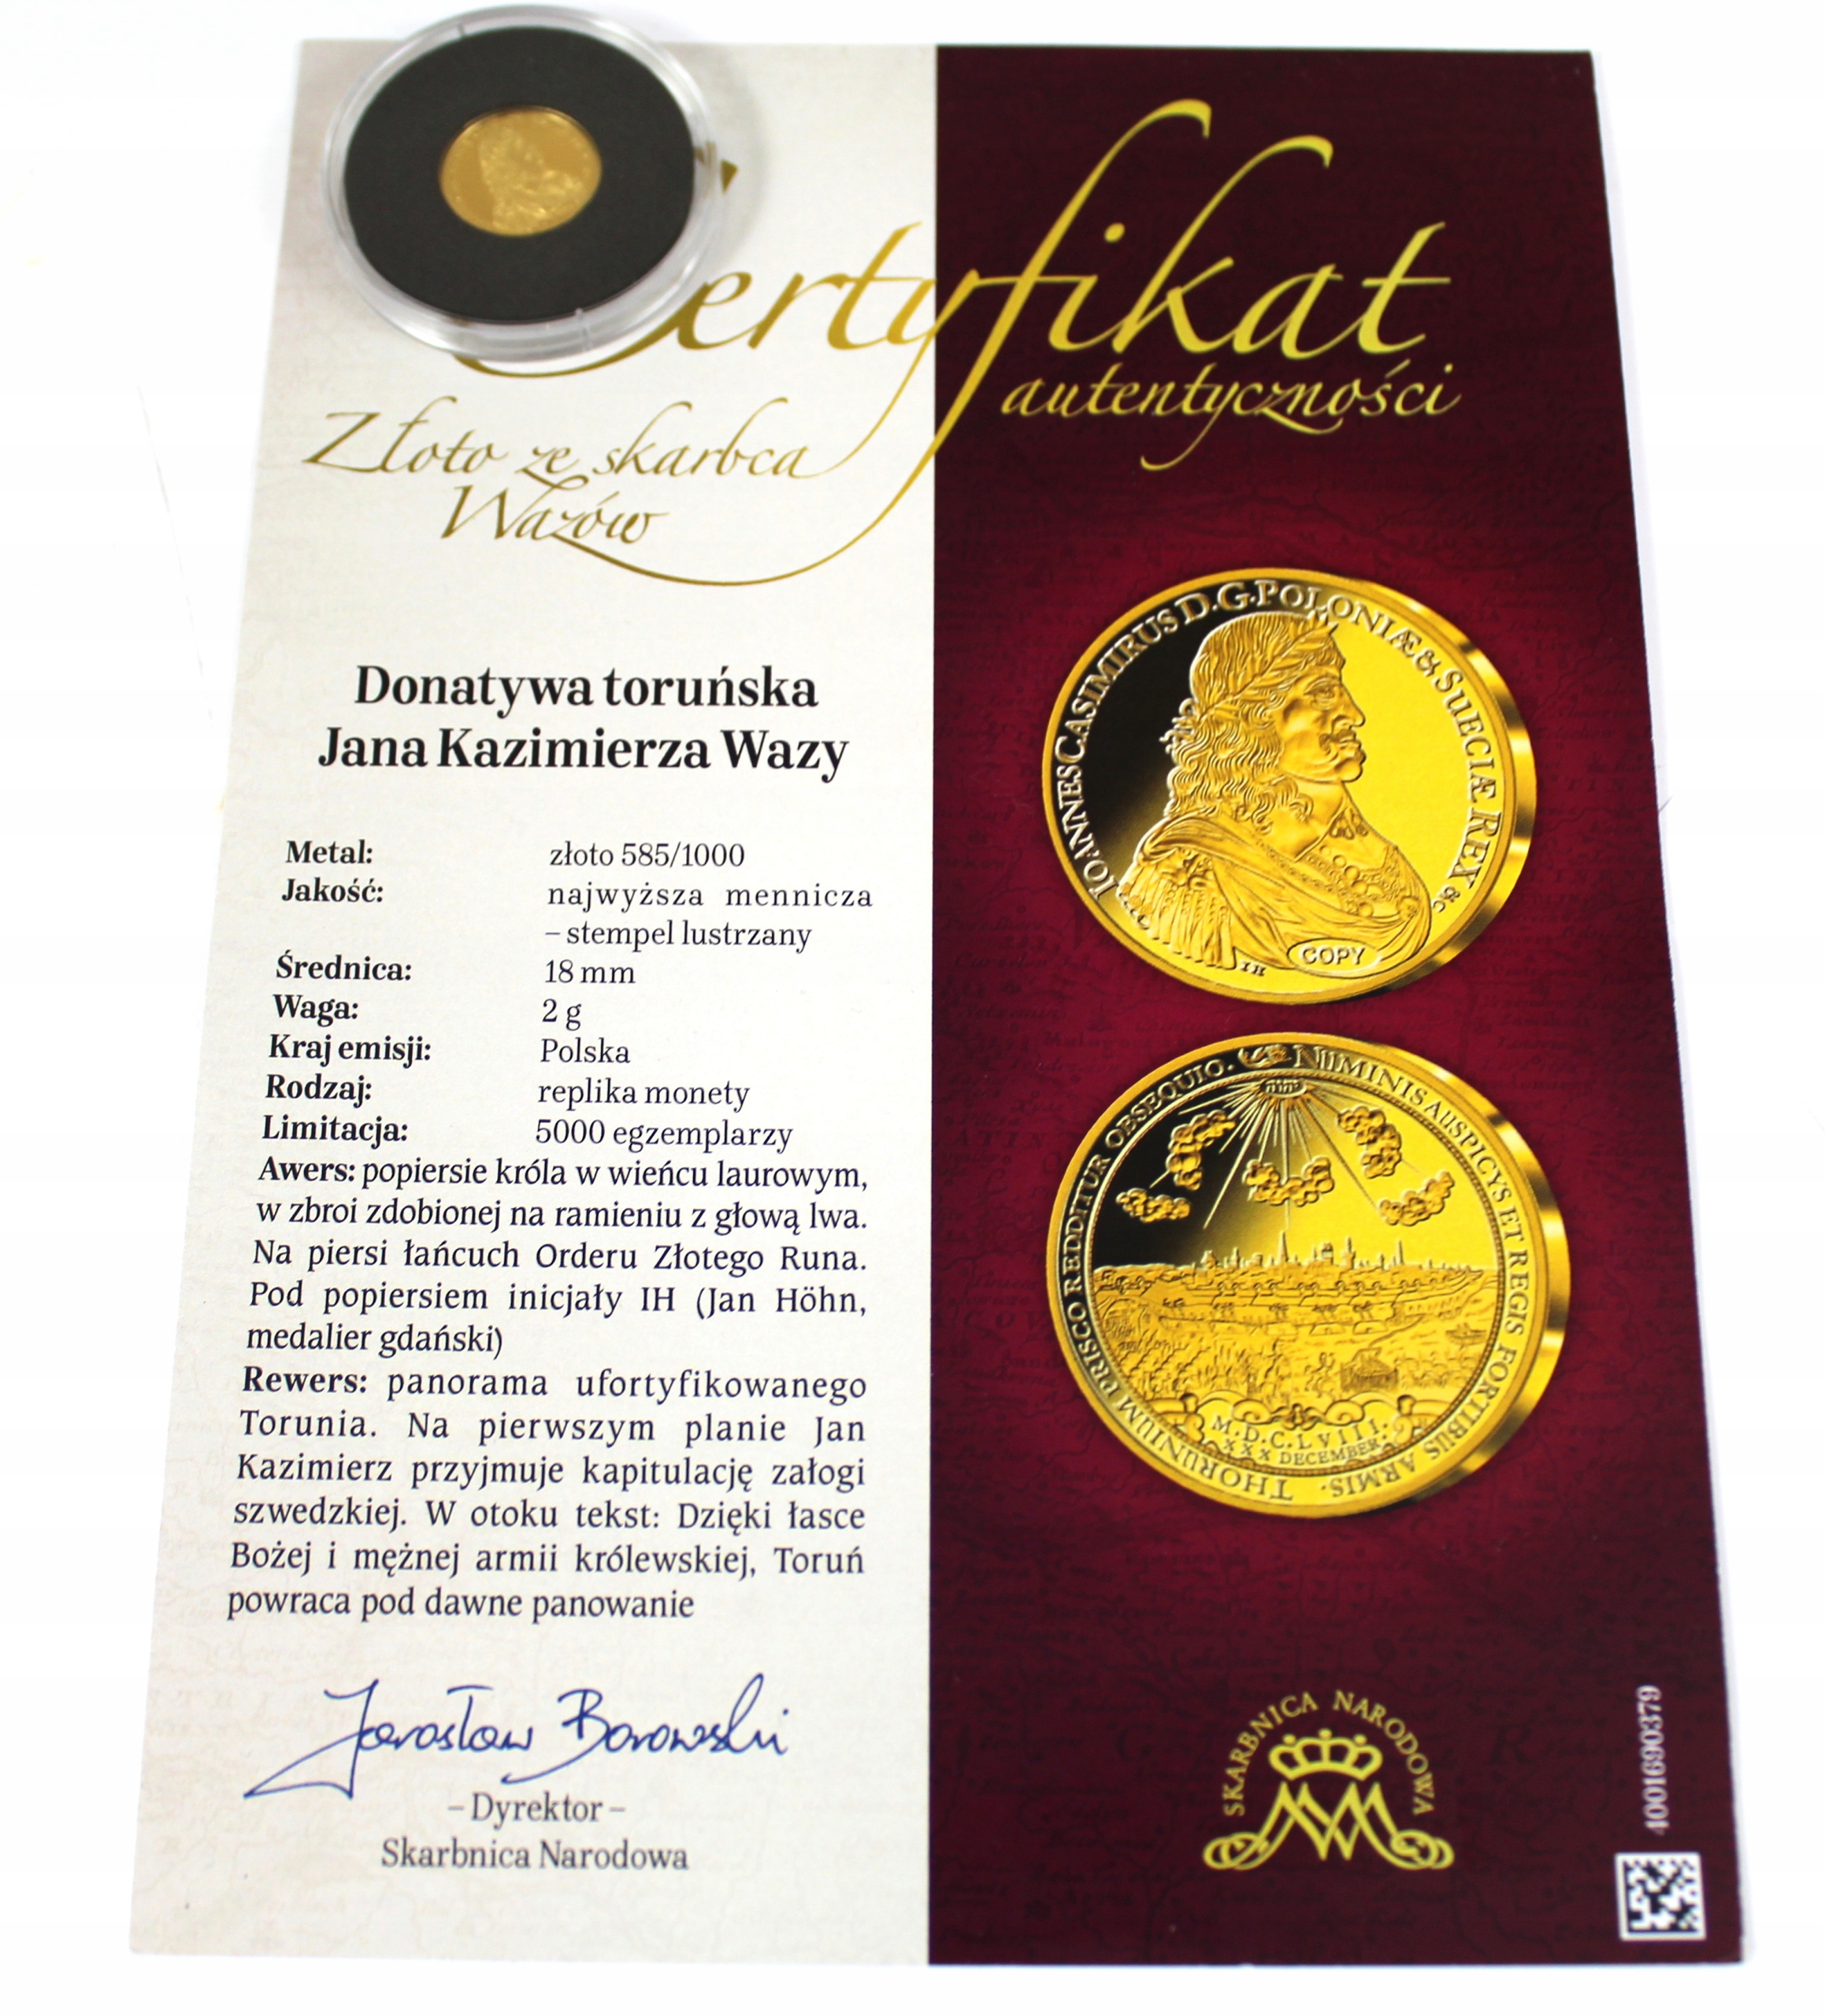 Certyfikat
autentyczności
Złoto ze skarbca
Wazów
Donatywa toruńska
Jana Kazimierza Wazy
Metal: złoto 585/1000
Jakość: najwyższa mennicza
– stempel lustrzany
Średnica: 18 mm
Waga: 2 g
Kraj emisji: Polska
Rodzaj: replika monety
Limitacja: 5000 egzemplarzy
Awers: popiersie króla w wieńcu laurowym,
w zbroi zdobionej na ramieniu z głową lwa.
Na piersi łańcuch Orderu Złotego Runa.
Pod popiersiem inicjały IH (Jan Höhn,
medalier gdański)
Rewers: panorama ufortyfikowanego
Torunia. Na pierwszym planie Jan
Kazimierz przyjmuje kapitulację załogi
szwedzkiej. W otoku tekst: Dzięki łasce
Bożej i mężnej armii królewskiej, Toruń
powraca pod dawne panowanie
Jarosław Borowski
– Dyrektor –
Skarbnica Narodowa
IOANNES CASIMIRUS D.G. POLONIÆ & SUECIÆ REX &C
IH
COPY
NUMINIS AUSPICYS ET REGIS FORTIBUS ARMIS.
THORUNIUM PRISCO REDDITUR OBSEQUIO.
יהוה
M.D.C.LVIII.
XXX DECEMBER.
SKARBNICA NARODOWA
4001690379